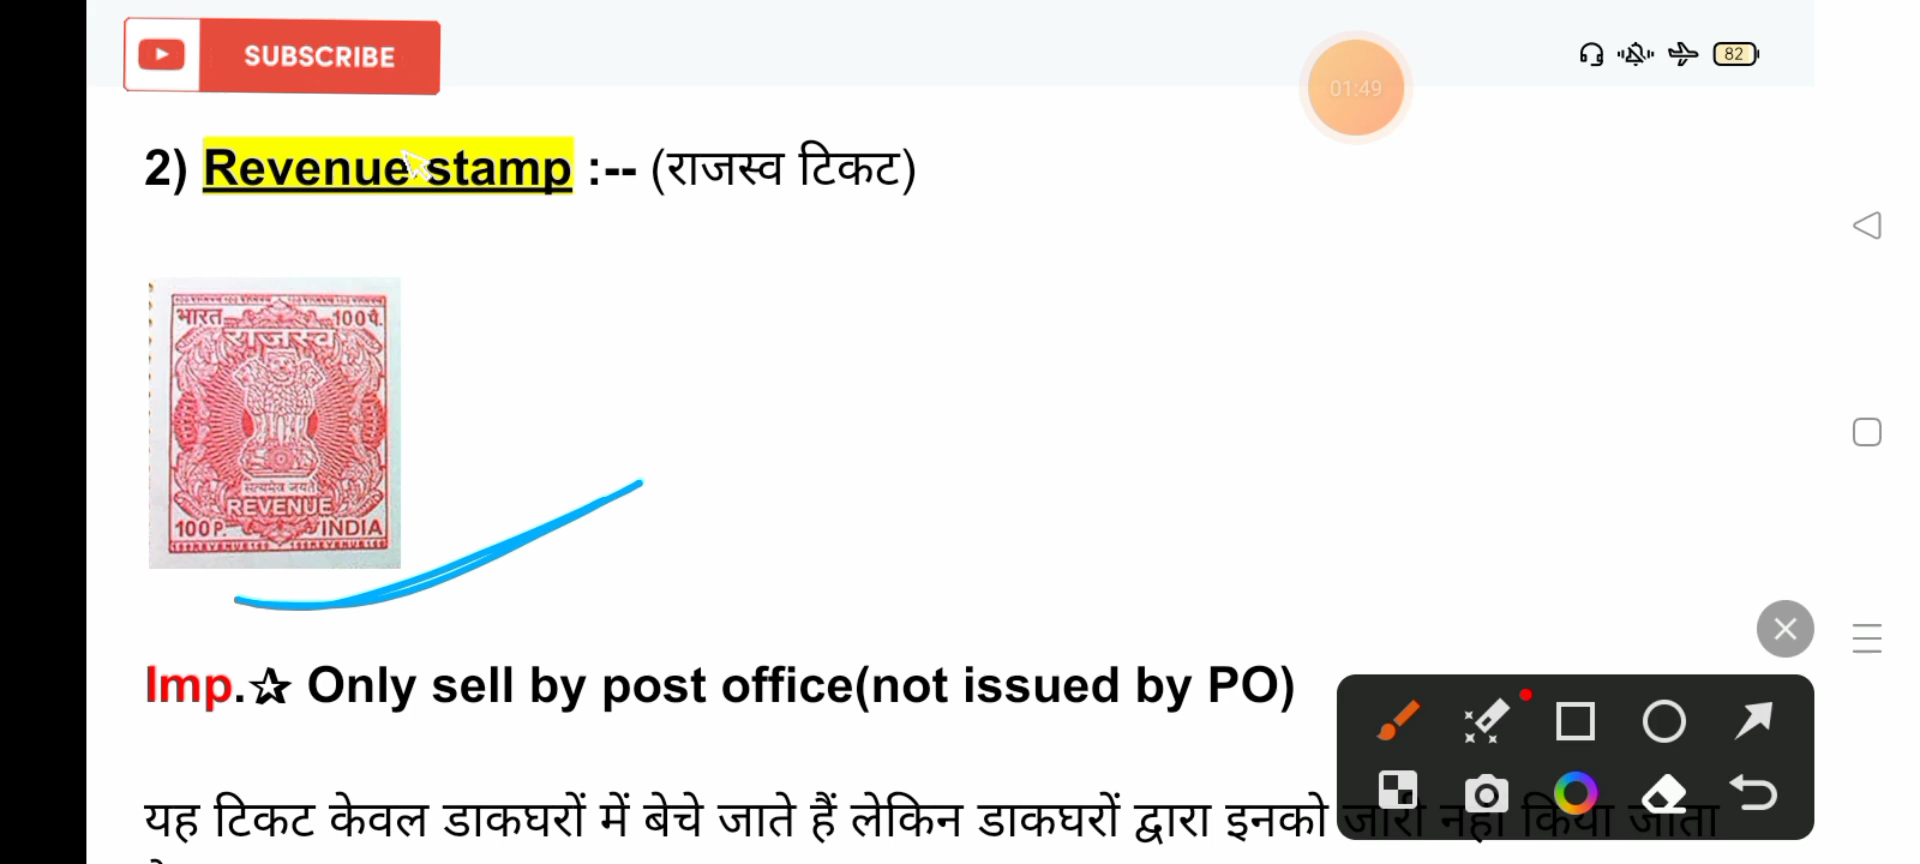 SUBSCRIBE
01:49
82
2) Revenue stamp :-- (राजस्व टिकट)
भारत 100पै.
राजस्व
सत्यमेव जयते
REVENUE
100P. INDIA
Imp.☆ Only sell by post office(not issued by PO)
यह टिकट केवल डाकघरों में बेचे जाते हैं लेकिन डाकघरों द्वारा इनको जारी नही किया जाता